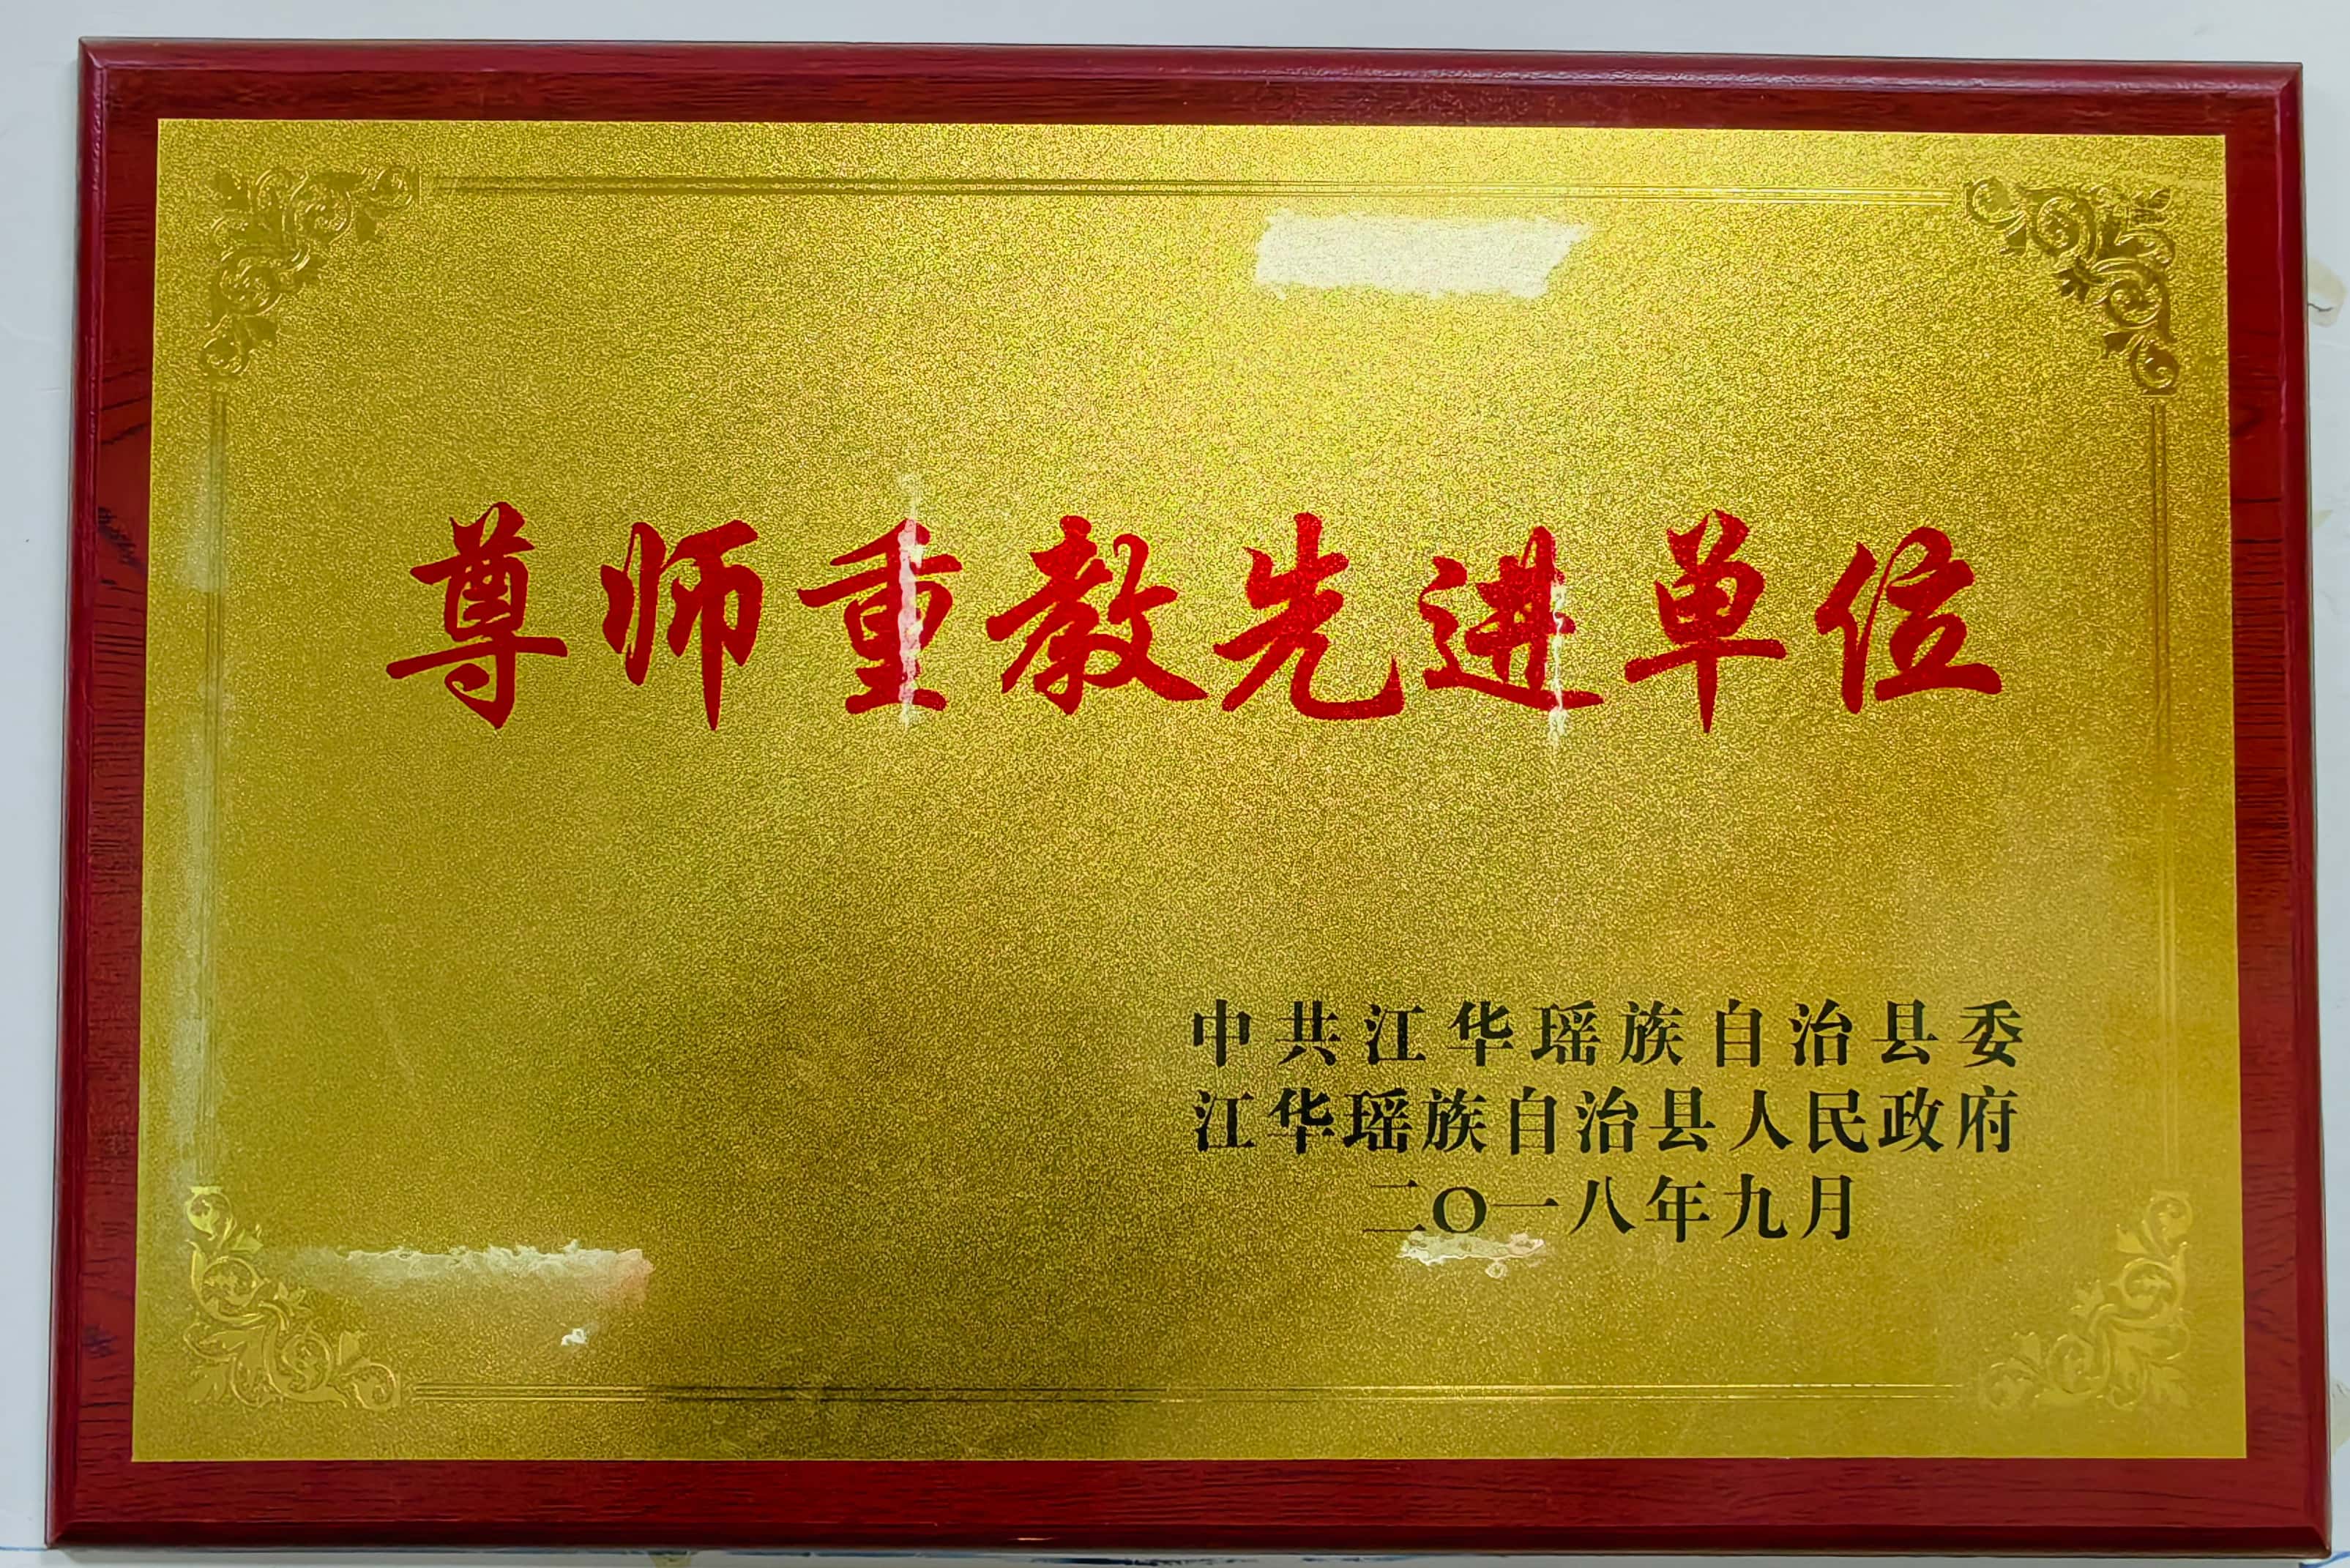 尊师重教先进单位
中共江华瑶族自治县委
江华瑶族自治县人民政府
二〇一八年九月